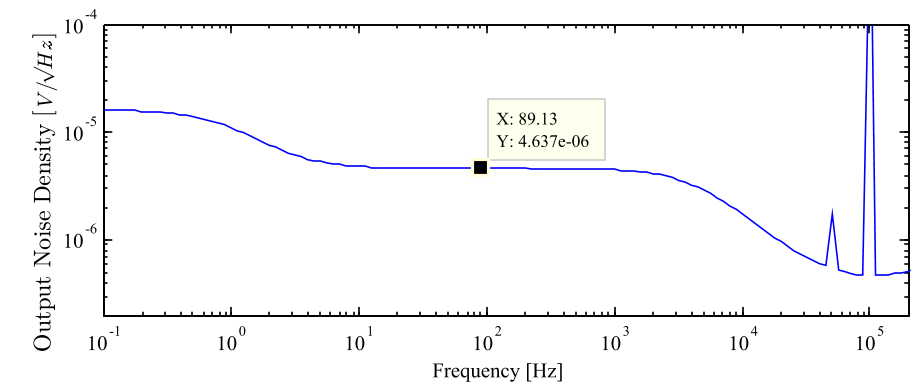 10^-4
10^-5
10^-6
Output Noise Density [V/√Hz]
X: 89.13
Y: 4.637e-06
10^-1 10^0 10^1 10^2 10^3 10^4 10^5
Frequency [Hz]